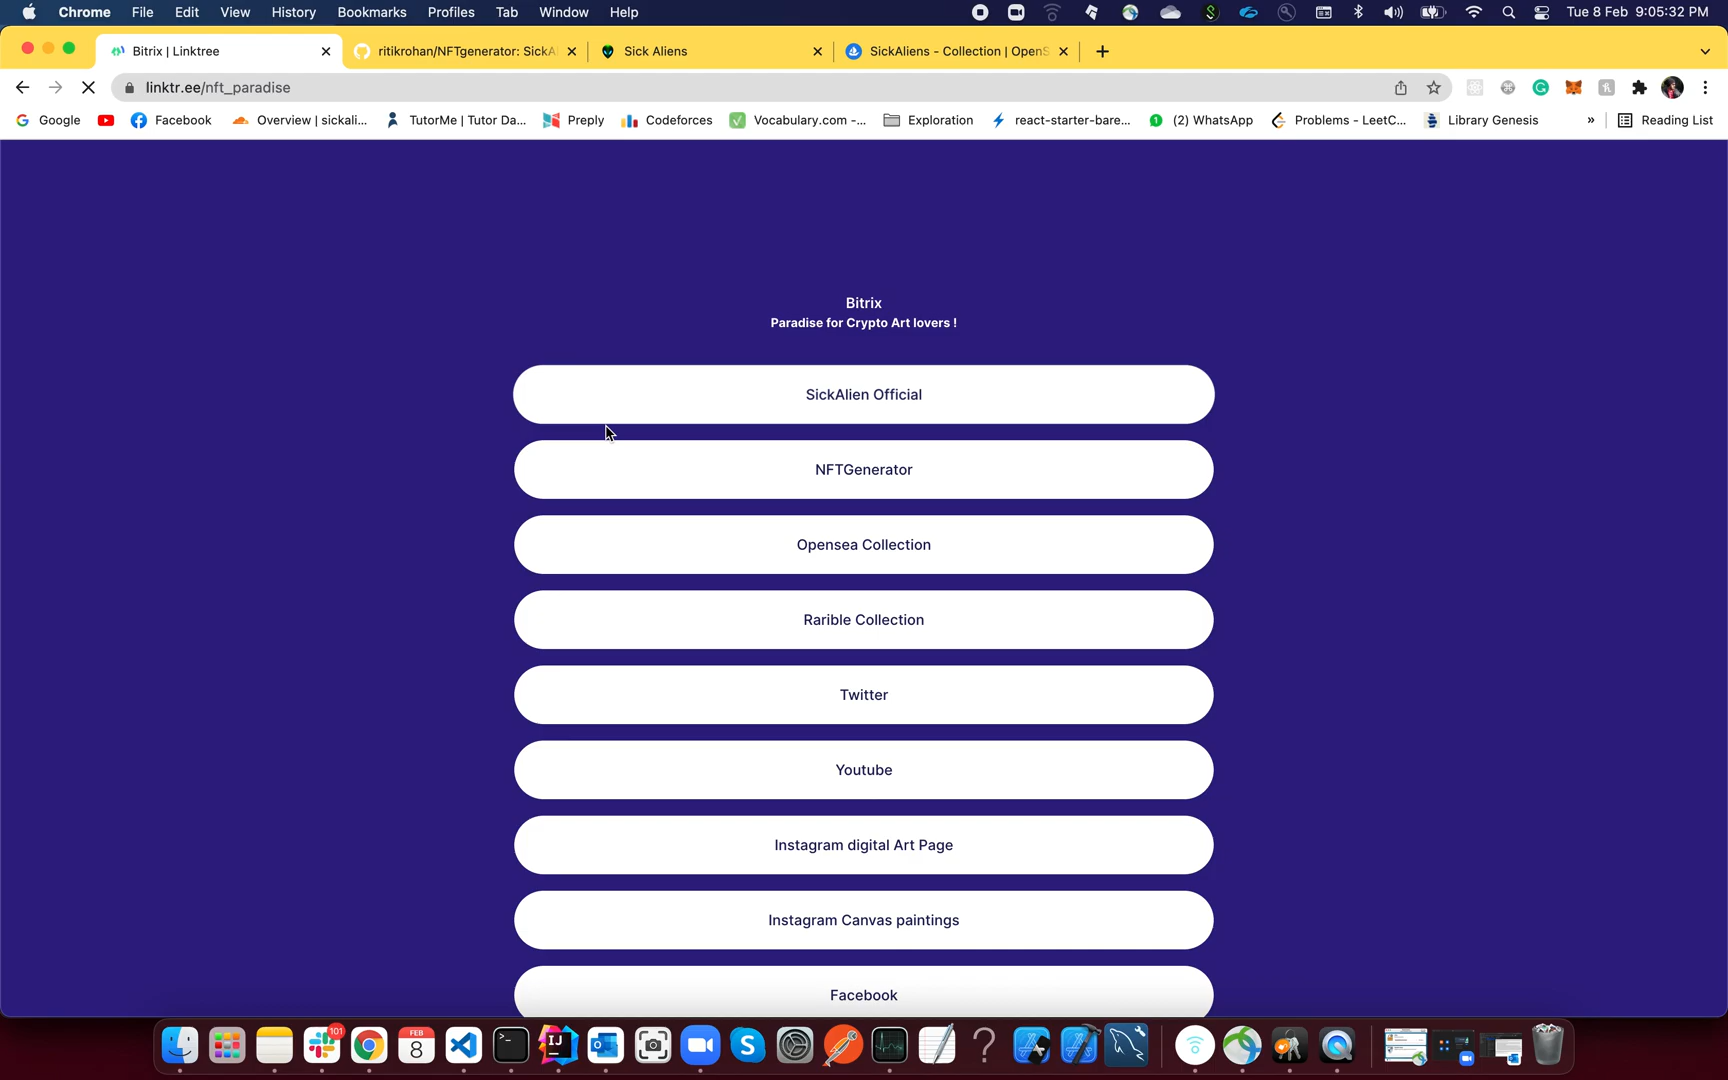 Chrome File Edit View History Bookmarks Profiles Tab Window Help Tue 8 Feb 9:05:32 PM
Bitrix | Linktree ritikrohan/NFTgenerator: SickA Sick Aliens SickAliens - Collection | OpenS
linktr.ee/nft_paradise
Google Facebook Overview | sickali... TutorMe | Tutor Da... Preply Codeforces Vocabulary.com -... Exploration react-starter-bare... (2) WhatsApp Problems - LeetC... Library Genesis » Reading List
Bitrix
Paradise for Crypto Art lovers !
SickAlien Official
NFTGenerator
Opensea Collection
Rarible Collection
Twitter
Youtube
Instagram digital Art Page
Instagram Canvas paintings
Facebook
101
FEB
8
IJ
S
?